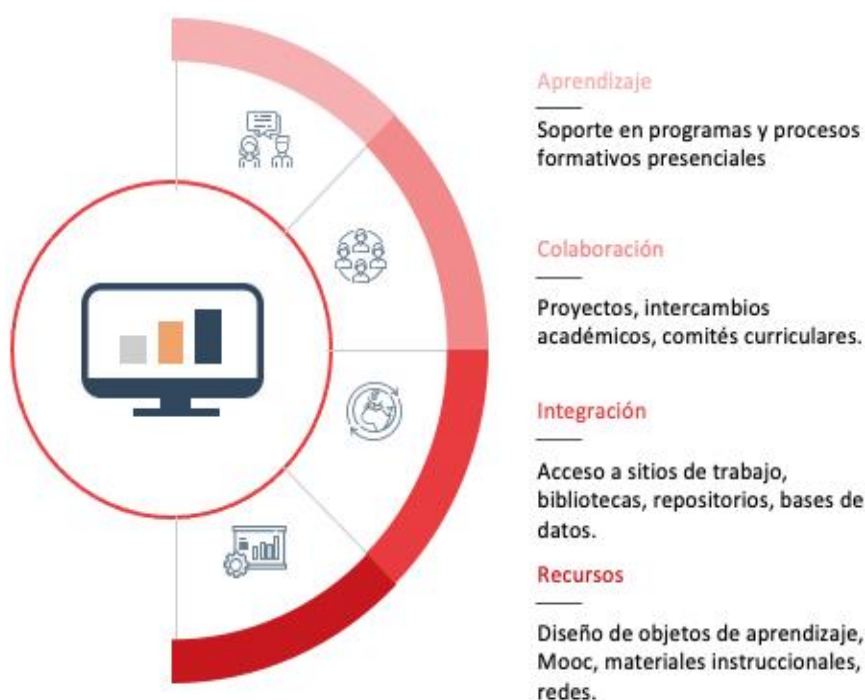 Aprendizaje
Soporte en programas y procesos
formativos presenciales
Colaboración
Proyectos, intercambios
académicos, comités curriculares.
Integración
Acceso a sitios de trabajo,
bibliotecas, repositorios, bases de
datos.
Recursos
Diseño de objetos de aprendizaje,
Mooc, materiales instruccionales,
redes.